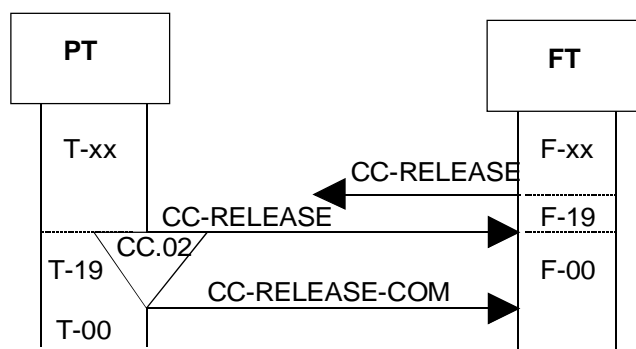 PT
FT
T-xx
F-xx
CC-RELEASE
CC-RELEASE
F-19
CC.02
T-19
F-00
CC-RELEASE-COM
T-00